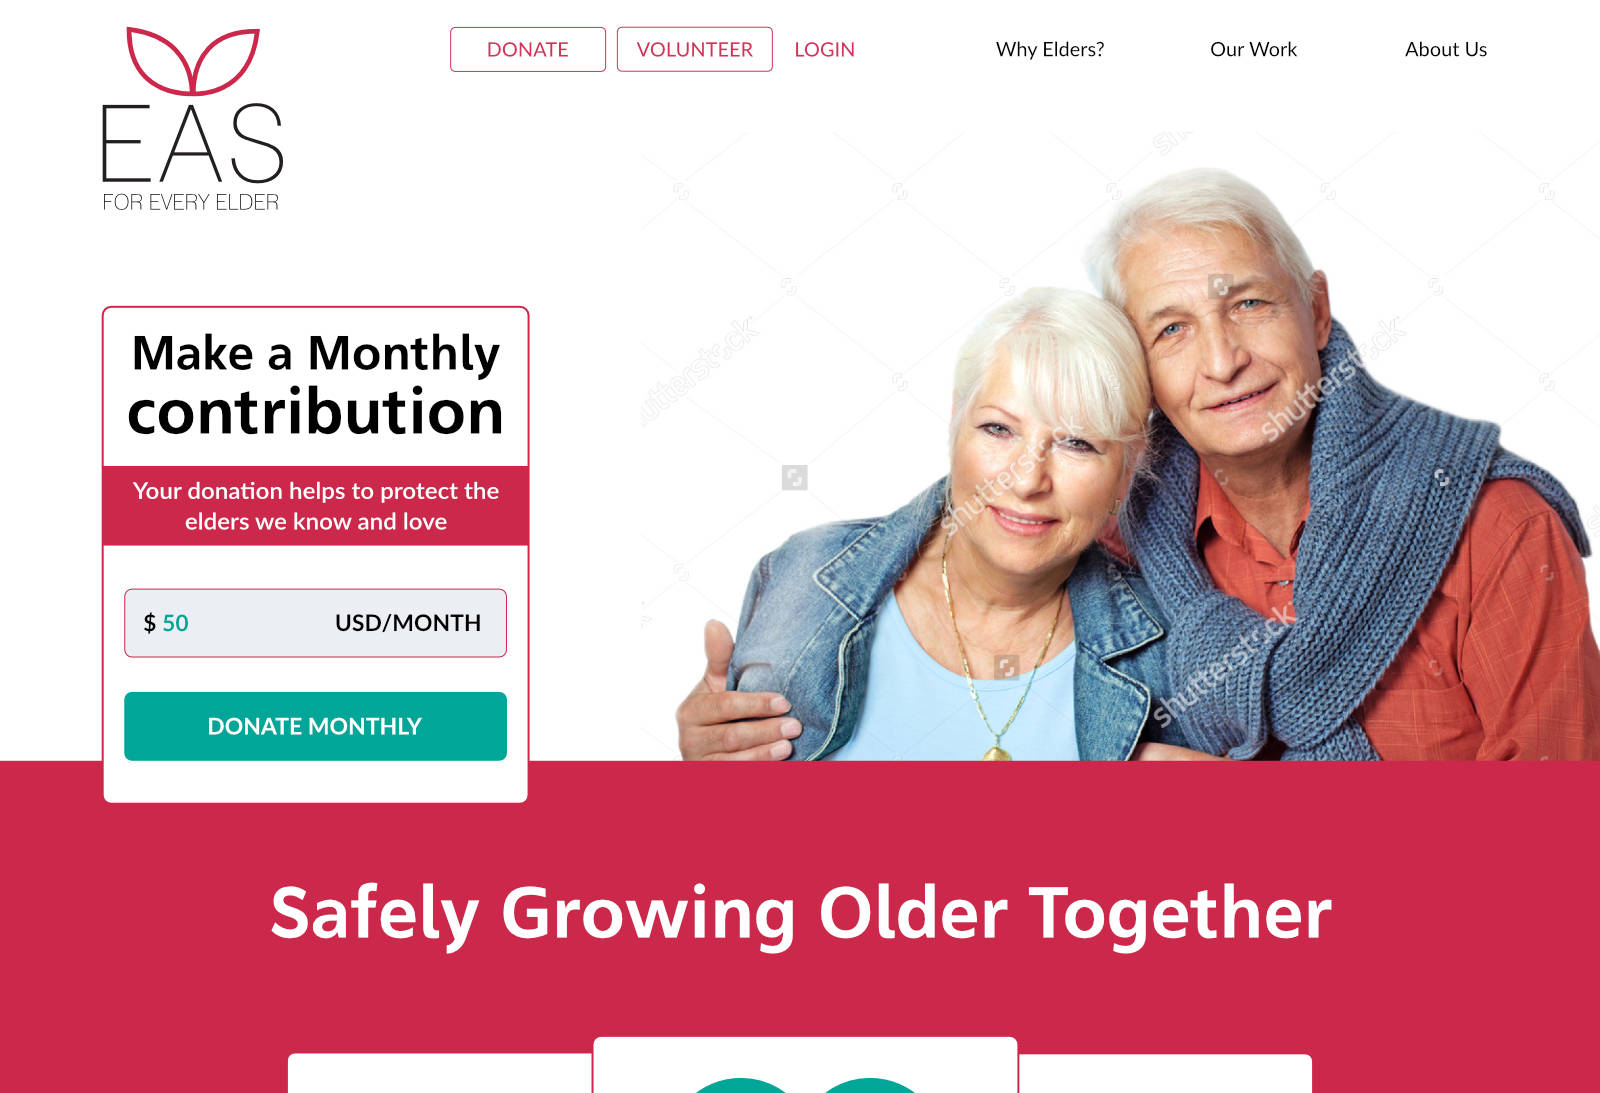 EAS
FOR EVERY ELDER
DONATE
VOLUNTEER
LOGIN
Why Elders?
Our Work
About Us
Make a Monthly
contribution
Your donation helps to protect the
elders we know and love
$ 50
USD/MONTH
DONATE MONTHLY
shutterstock
shutterstock
shutterstock
shutterstock
Safely Growing Older Together